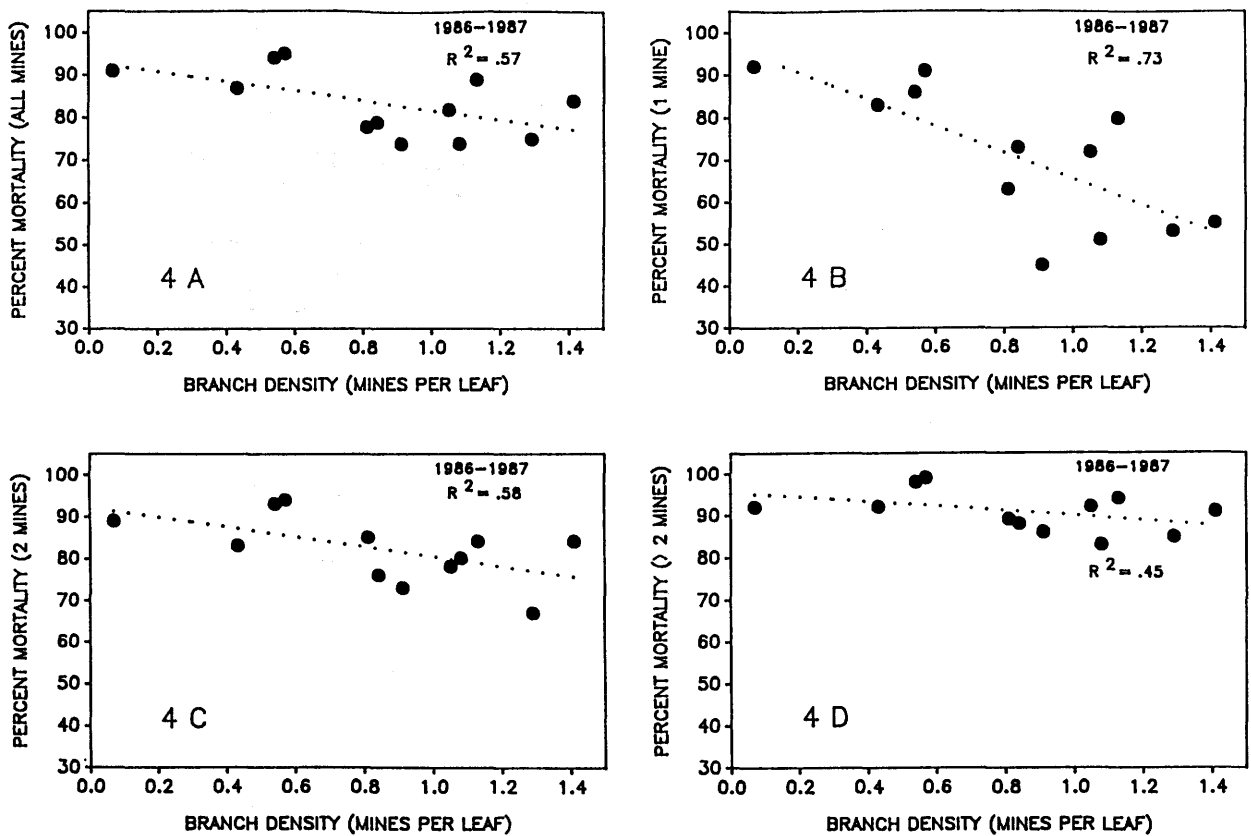 PERCENT MORTALITY (ALL MINES)
100
90
80
70
60
50
40
30
1986–1987
R 2 = .57
4 A
0.0 0.2 0.4 0.6 0.8 1.0 1.2 1.4
BRANCH DENSITY (MINES PER LEAF)
PERCENT MORTALITY (1 MINE)
100
90
80
70
60
50
40
30
1986–1987
R 2 = .73
4 B
0.0 0.2 0.4 0.6 0.8 1.0 1.2 1.4
BRANCH DENSITY (MINES PER LEAF)
PERCENT MORTALITY (2 MINES)
100
90
80
70
60
50
40
30
1986–1987
R 2 = .58
4 C
0.0 0.2 0.4 0.6 0.8 1.0 1.2 1.4
BRANCH DENSITY (MINES PER LEAF)
PERCENT MORTALITY (> 2 MINES)
100
90
80
70
60
50
40
30
1986–1987
R 2 = .45
4 D
0.0 0.2 0.4 0.6 0.8 1.0 1.2 1.4
BRANCH DENSITY (MINES PER LEAF)